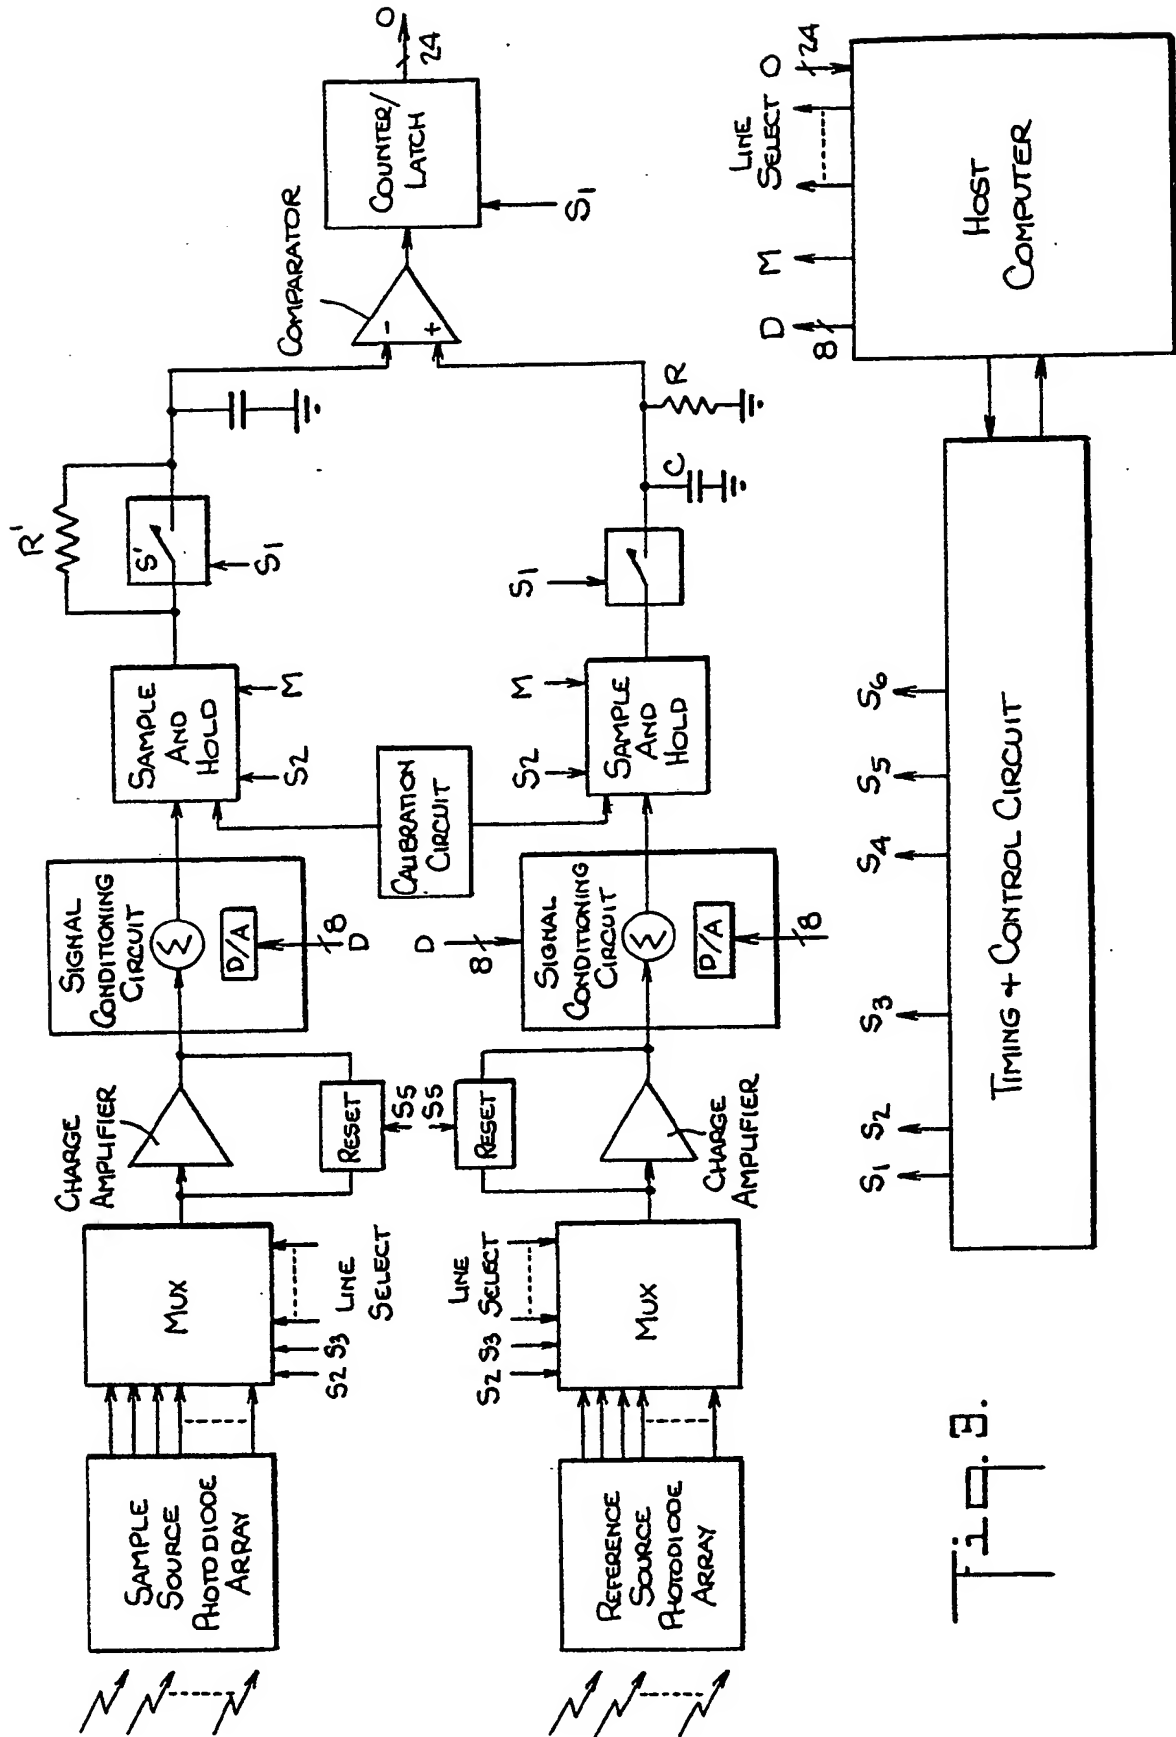 SAMPLE
SOURCE
PHOTODIODE
ARRAY
MUX
S2
S3
LINE
SELECT
CHARGE
AMPLIFIER
RESET
S5
SIGNAL
CONDITIONING
CIRCUIT
Σ
D/A
8
D
SAMPLE
AND
HOLD
S2
M
R'
S'
S1
COMPARATOR
-
+
COUNTER/
LATCH
S1
24
O
CALIBRATION
CIRCUIT
REFERENCE
SOURCE
PHOTODIODE
ARRAY
MUX
S2
S3
LINE
SELECT
CHARGE
AMPLIFIER
RESET
S5
D
8
SIGNAL
CONDITIONING
CIRCUIT
Σ
D/A
8
SAMPLE
AND
HOLD
S2
M
S1
C
R
TIMING + CONTROL CIRCUIT
S1
S2
S3
S4
S5
S6
HOST
COMPUTER
D
8
M
LINE
SELECT
O
24
Fig. 3.